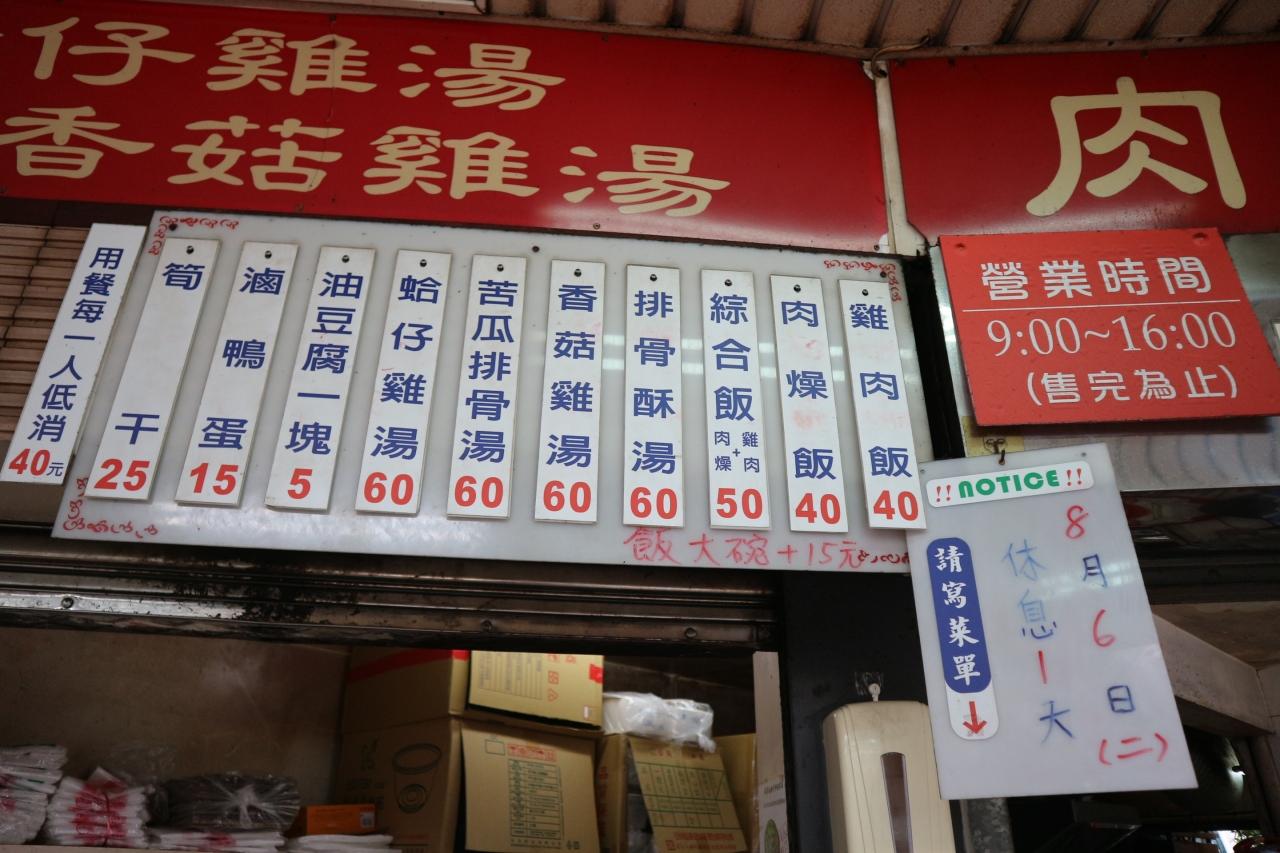 仔雞湯
香菇雞湯
肉
營業時間
9:00~16:00
(售完為止)
雞肉飯 40
肉燥飯 40
綜合飯 雞肉+肉燥 50
排骨酥湯 60
香菇雞湯 60
苦瓜排骨湯 60
蛤仔雞湯 60
油豆腐一塊 5
滷鴨蛋 15
筍干 25
用餐每一人低消 40元
飯大碗+15元
!! NOTICE !!
8月6日(二)
休息1大
請寫菜單
↓